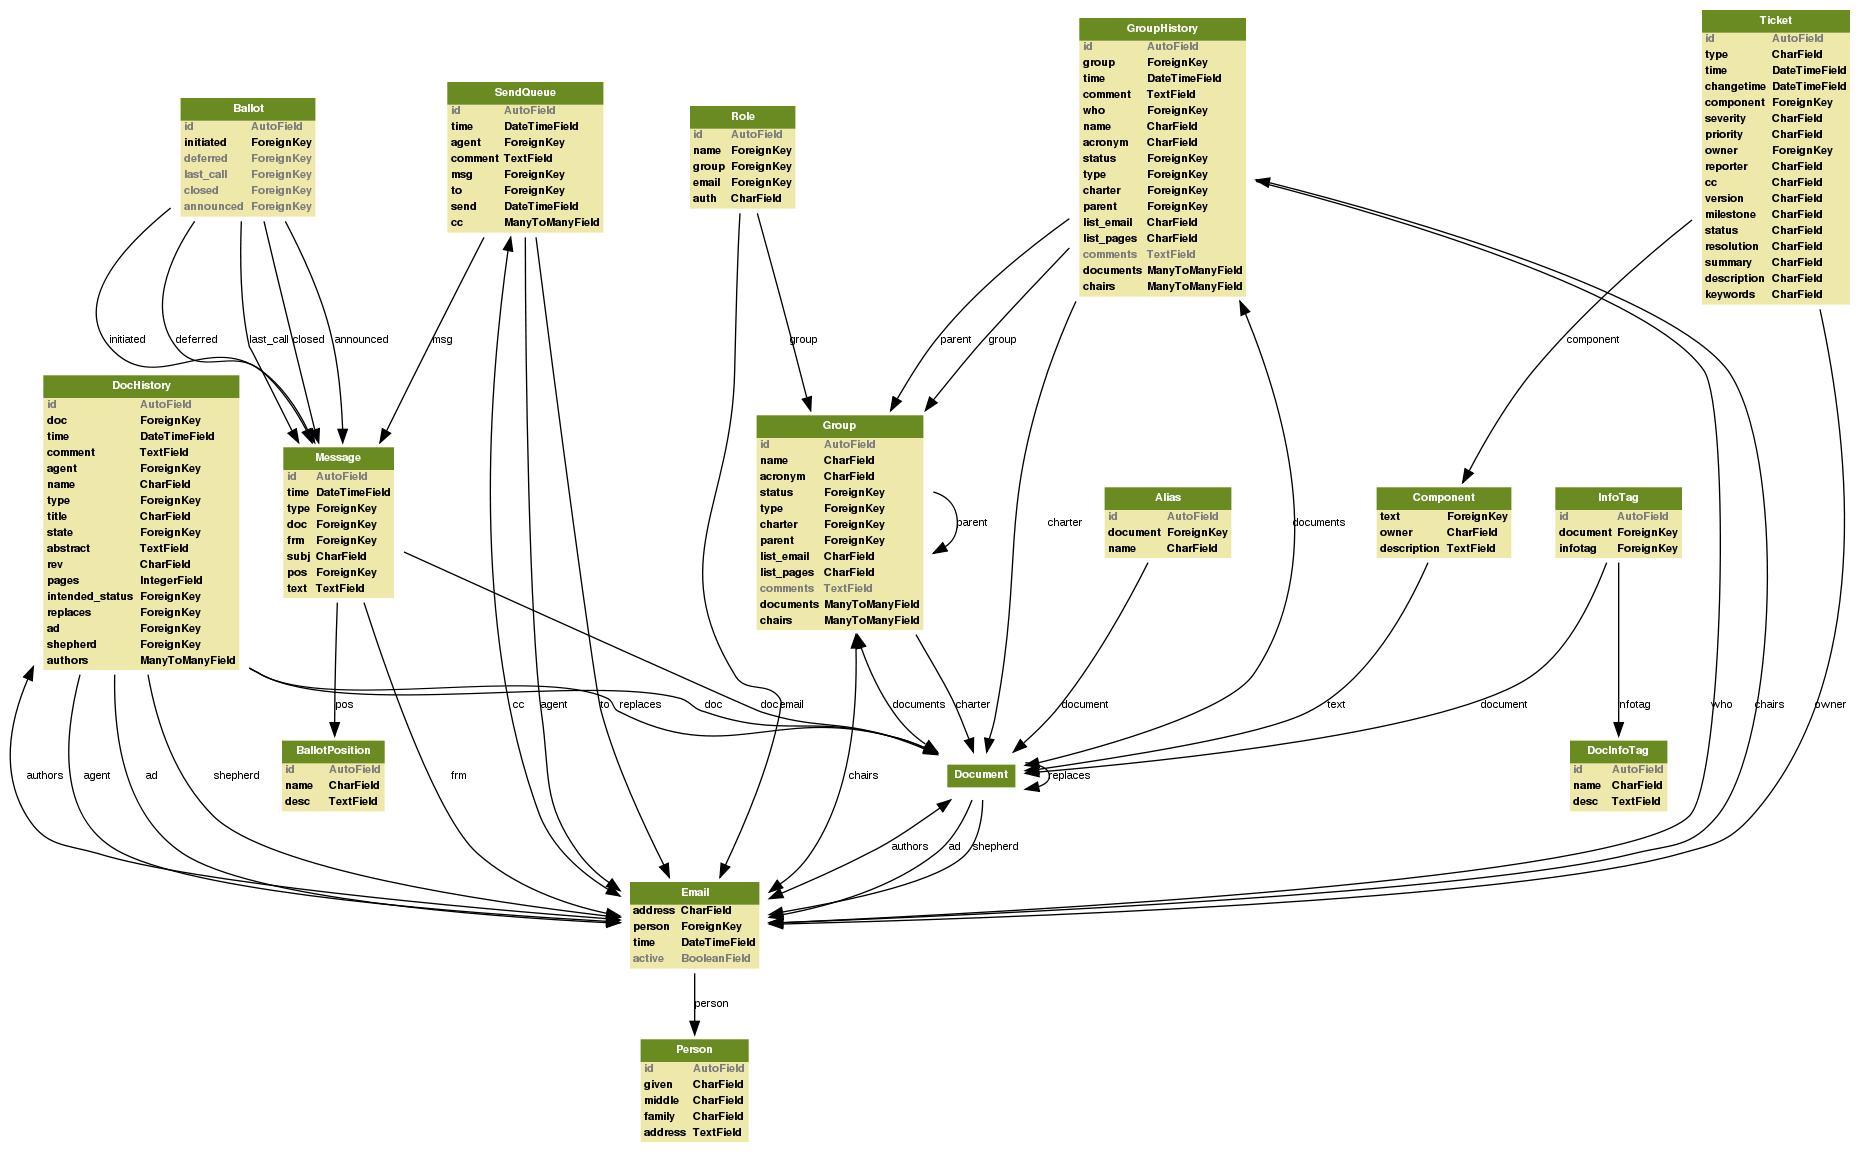 Ticket
id AutoField
type CharField
time DateTimeField
changetime DateTimeField
component ForeignKey
severity CharField
priority CharField
owner ForeignKey
reporter CharField
cc CharField
version CharField
milestone CharField
status CharField
resolution CharField
summary CharField
description CharField
keywords CharField
GroupHistory
id AutoField
group ForeignKey
time DateTimeField
comment TextField
who ForeignKey
name CharField
acronym CharField
status ForeignKey
type ForeignKey
charter ForeignKey
parent ForeignKey
list_email CharField
list_pages CharField
comments TextField
documents ManyToManyField
chairs ManyToManyField
SendQueue
id AutoField
time DateTimeField
agent ForeignKey
comment TextField
msg ForeignKey
to ForeignKey
send DateTimeField
cc ManyToManyField
Ballot
id AutoField
initiated ForeignKey
deferred ForeignKey
last_call ForeignKey
closed ForeignKey
announced ForeignKey
Role
id AutoField
name ForeignKey
group ForeignKey
email ForeignKey
auth CharField
initiated
deferred
last_call
closed
announced
msg
group
parent
group
component
DocHistory
id AutoField
doc ForeignKey
time DateTimeField
comment TextField
agent ForeignKey
name CharField
type ForeignKey
title CharField
state ForeignKey
abstract TextField
rev CharField
pages IntegerField
intended_status ForeignKey
replaces ForeignKey
ad ForeignKey
shepherd ForeignKey
authors ManyToManyField
Message
id AutoField
time DateTimeField
type ForeignKey
doc ForeignKey
frm ForeignKey
subj CharField
pos ForeignKey
text TextField
Group
id AutoField
name CharField
acronym CharField
status ForeignKey
type ForeignKey
charter ForeignKey
parent ForeignKey
list_email CharField
list_pages CharField
comments TextField
documents ManyToManyField
chairs ManyToManyField
parent
charter
Alias
id AutoField
document ForeignKey
name CharField
documents
Component
text ForeignKey
owner CharField
description TextField
InfoTag
id AutoField
document ForeignKey
infotag ForeignKey
pos
cc
agent
to
replaces
doc
doc
email
documents
charter
document
text
document
infotag
who
chairs
owner
BallotPosition
id AutoField
name CharField
desc TextField
DocInfoTag
id AutoField
name CharField
desc TextField
authors
agent
ad
shepherd
frm
chairs
Document
replaces
authors
ad
shepherd
Email
address CharField
person ForeignKey
time DateTimeField
active BooleanField
person
Person
id AutoField
given CharField
middle CharField
family CharField
address TextField